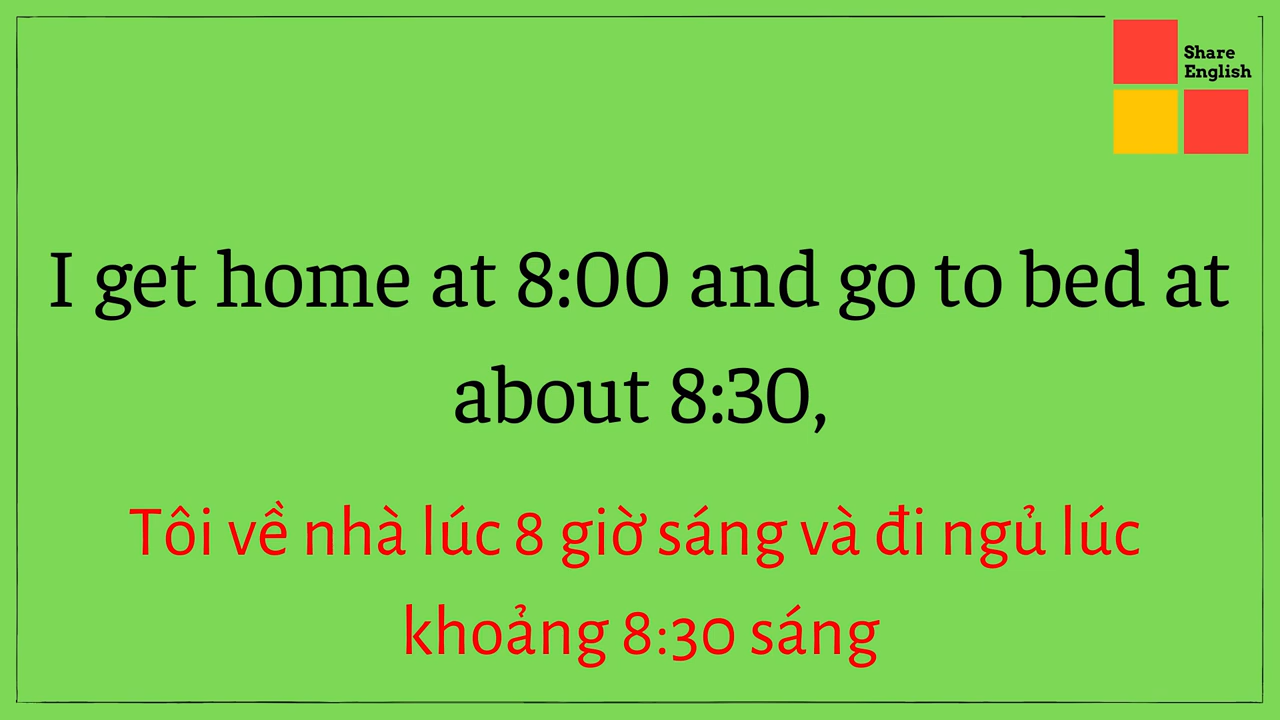 Share
English
I get home at 8:00 and go to bed at
about 8:30,
Tôi về nhà lúc 8 giờ sáng và đi ngủ lúc
khoảng 8:30 sáng